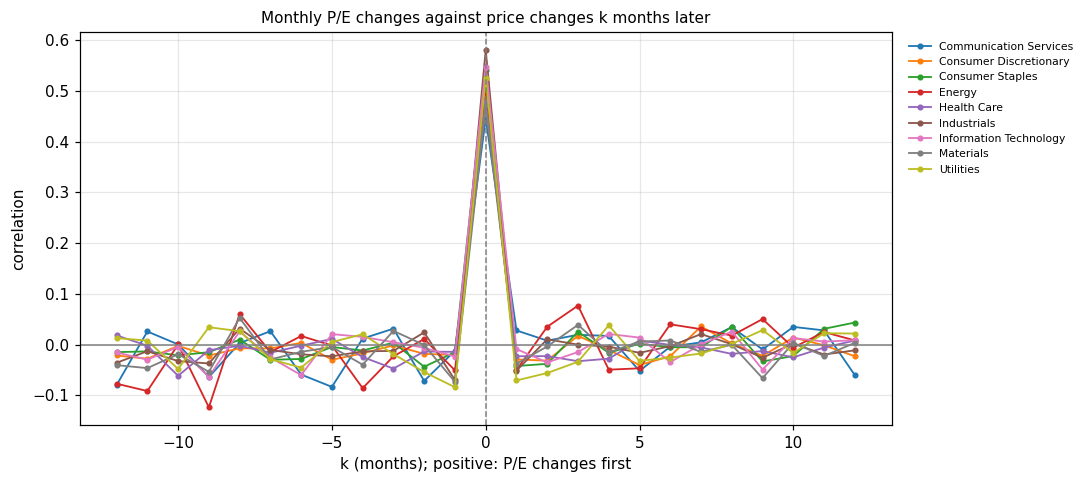 Monthly P/E changes against price changes k months later
0.6
0.5
0.4
0.3
0.2
0.1
0.0
−0.1
correlation
−10
−5
0
5
10
k (months); positive: P/E changes first
Communication Services
Consumer Discretionary
Consumer Staples
Energy
Health Care
Industrials
Information Technology
Materials
Utilities